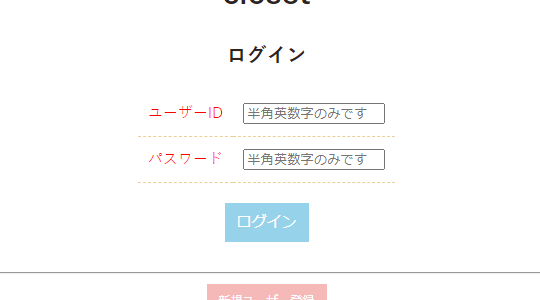 closet
ログイン
ユーザーID 半角英数字のみです
パスワード 半角英数字のみです
ログイン
新規ユーザー登録